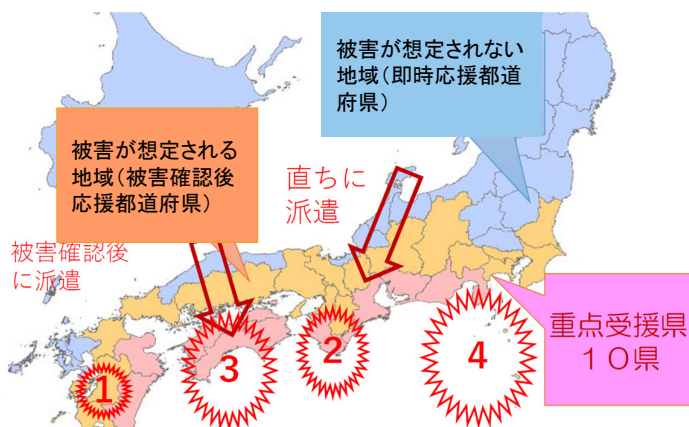 被害が想定されない
地域（即時応援都道
府県）
被害が想定される
地域（被害確認後
応援都道府県）
直ちに
派遣
被害確認後
に派遣
重点受援県
１０県
1
3
2
4